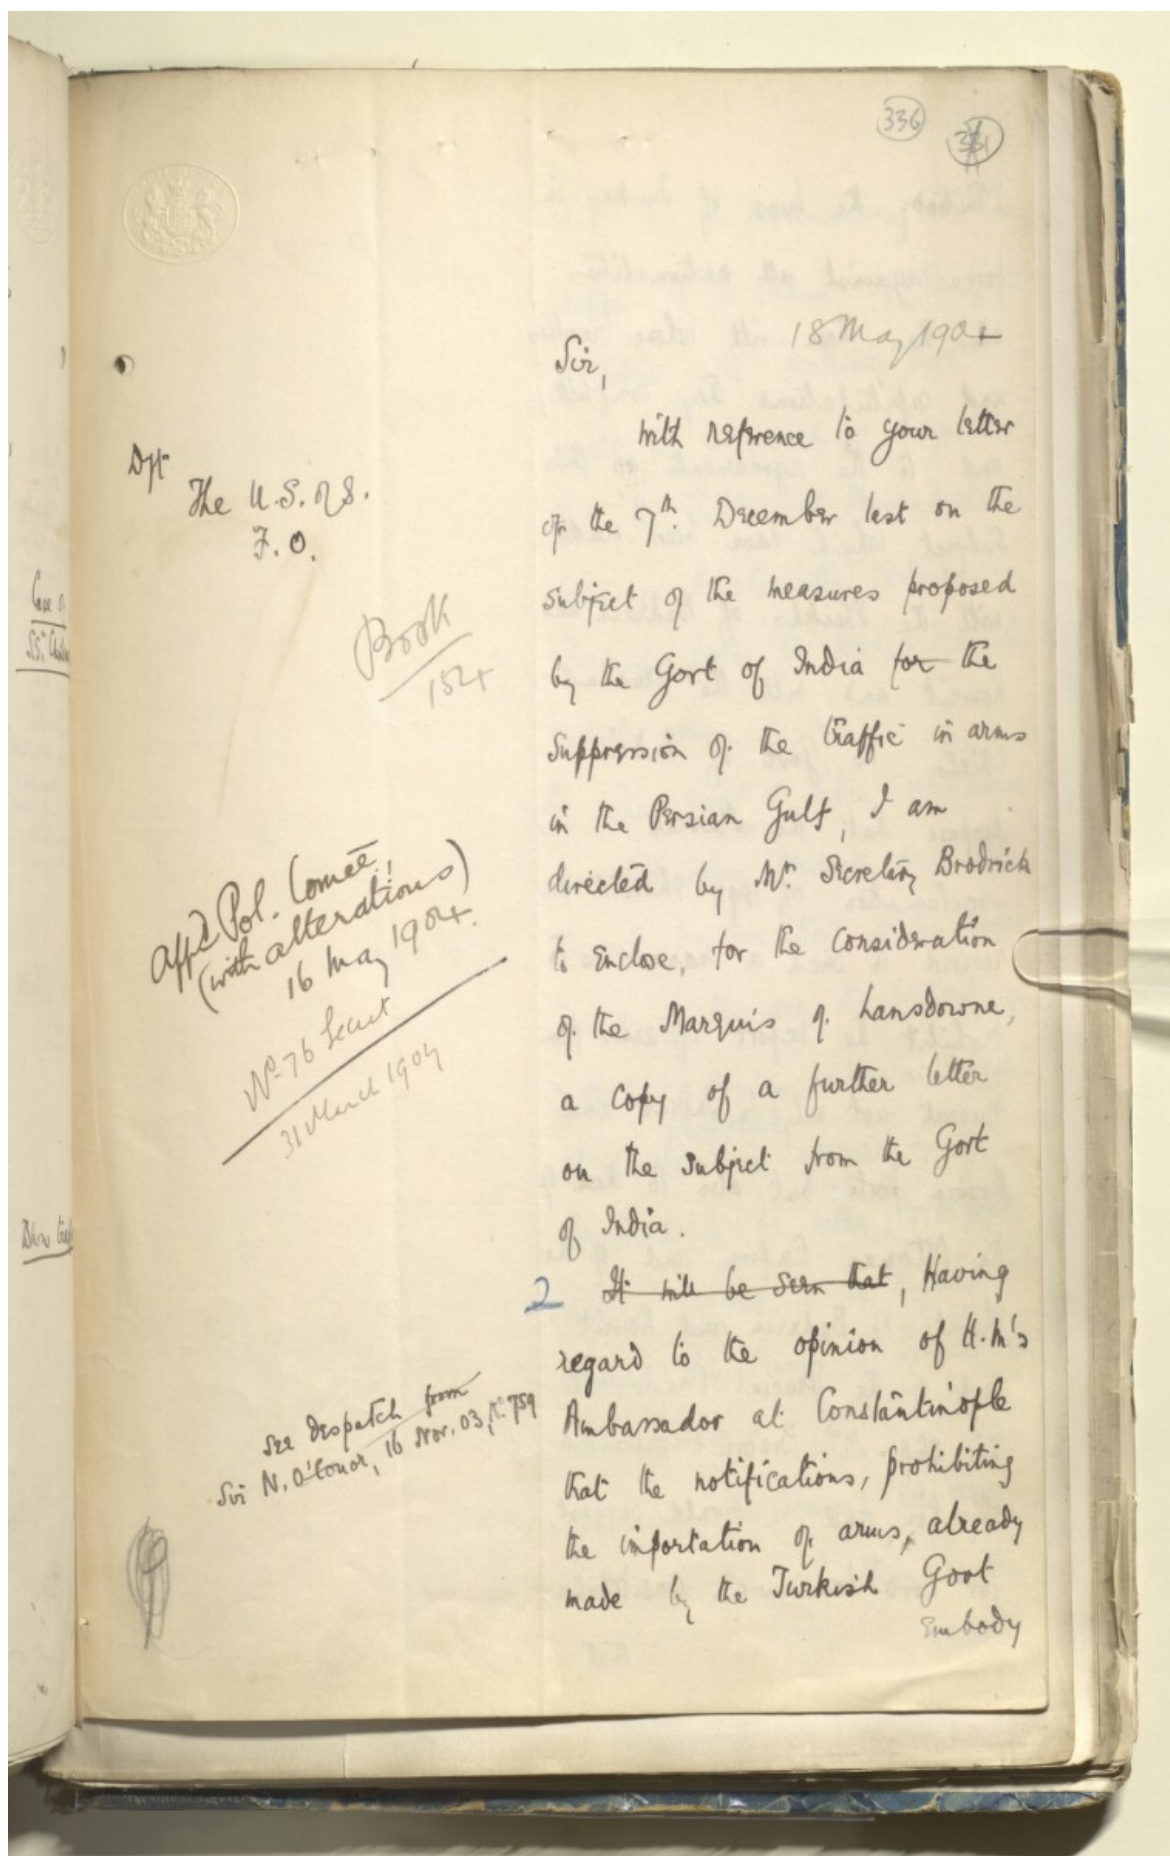 336
331
18 May 1904
Sir,
Dft
The U.S. of S.
F.O.
With reference to your letter
of the 7th. December last on the
subject of the measures proposed
by the Govt of India for the
suppression of the traffic in arms
in the Persian Gulf, I am
directed by Mr. Secretary Brodrick
to enclose, for the consideration
of the Marquis of Lansdowne,
a copy of a further letter
on the subject from the Govt
of India.
Book
1524
Appd Pol. Comee,
(with alterations)
16 May 1904.
No. 76 Secret
31 March 1904
2 It will be seen that, Having
regard to the opinion of H.M's
Ambassador at Constantinople
that the notifications, prohibiting
the importation of arms, already
made by the Turkish Govt
embody
See despatch from
Sir N. O'Conor, 16 Nov. 03, No. 759